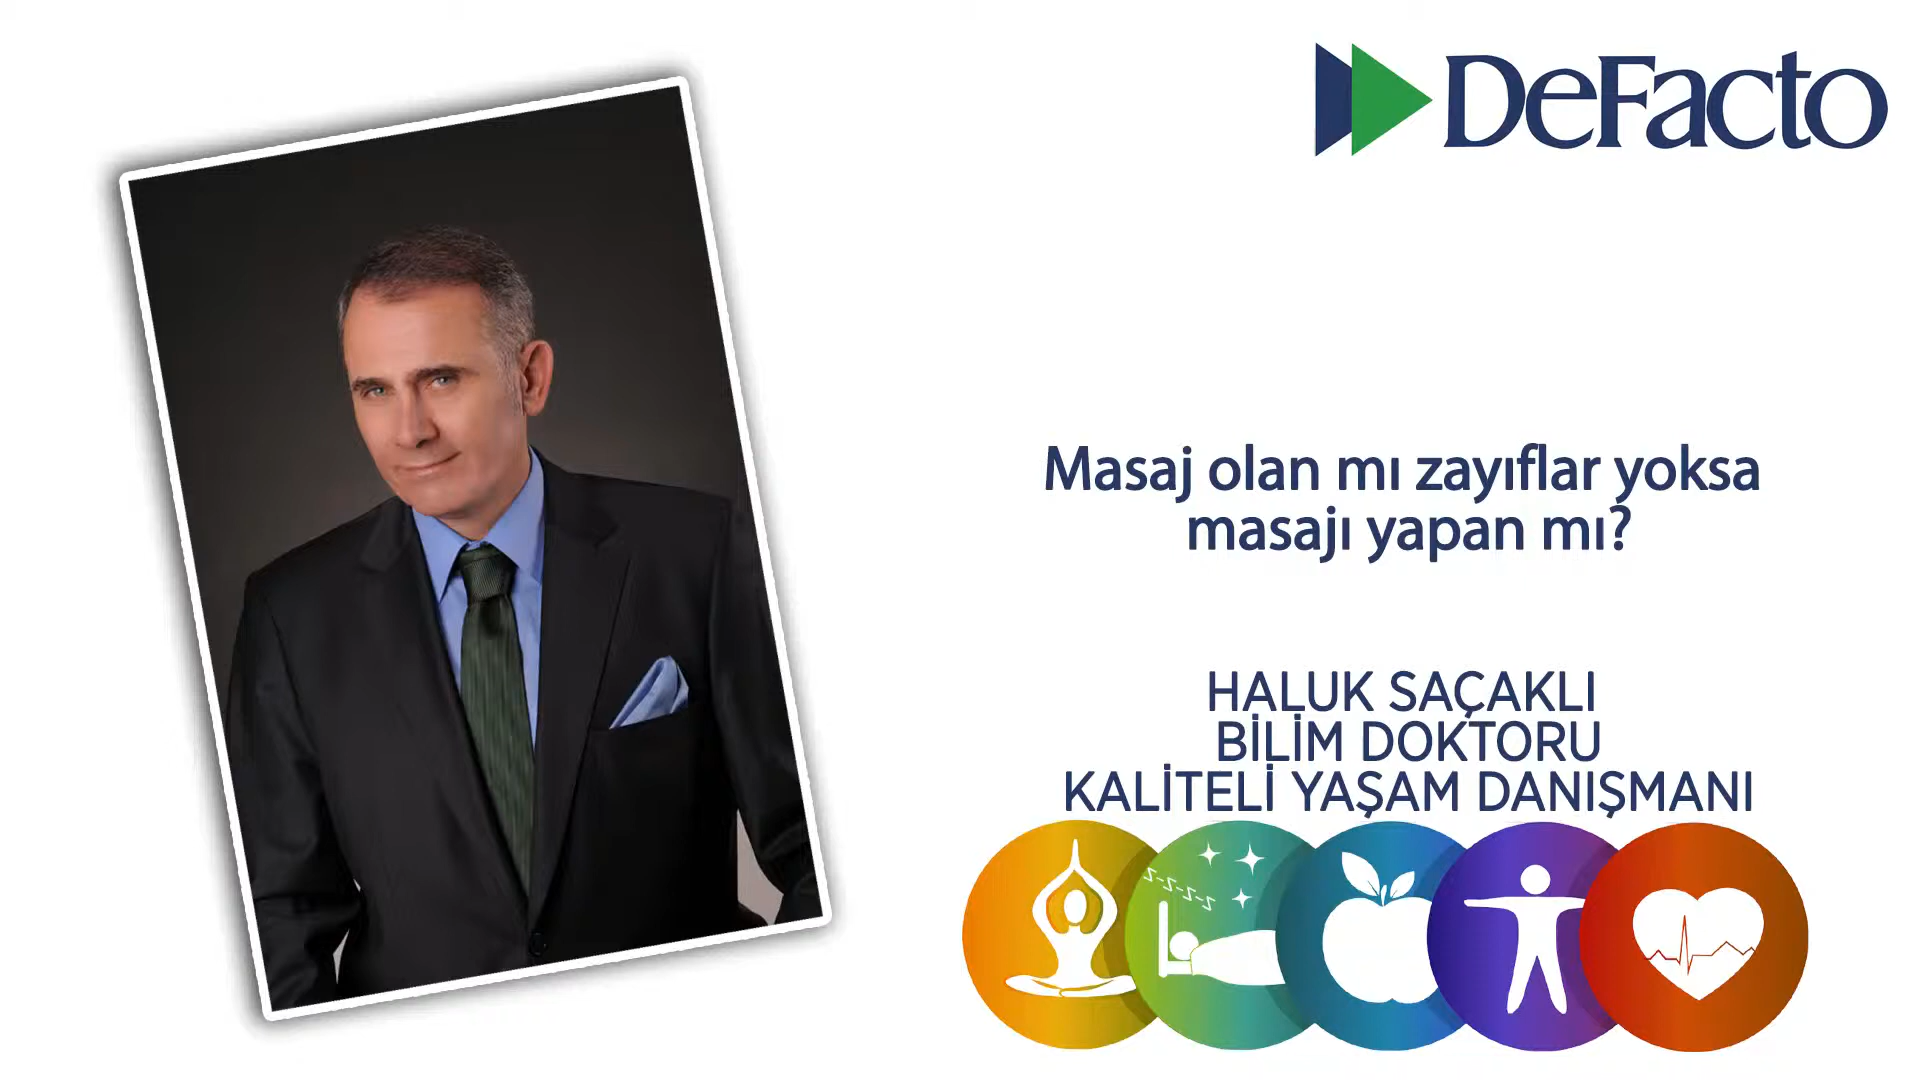 DeFacto
Masaj olan mı zayıflar yoksa
masajı yapan mı?
HALUK SAÇAKLI
BİLİM DOKTORU
KALİTELİ YAŞAM DANIŞMANI
z-z-z-z-z